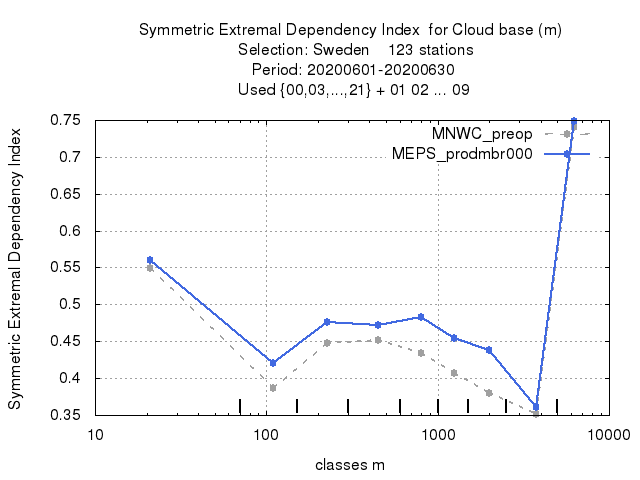 Symmetric Extremal Dependency Index  for Cloud base (m)
Selection: Sweden    123 stations
Period: 20200601-20200630
Used {00,03,...,21} + 01 02 ... 09
MNWC_preop
MEPS_prodmbr000
Symmetric Extremal Dependency Index
0.75
0.7
0.65
0.6
0.55
0.5
0.45
0.4
0.35
10 100 1000 10000
classes m